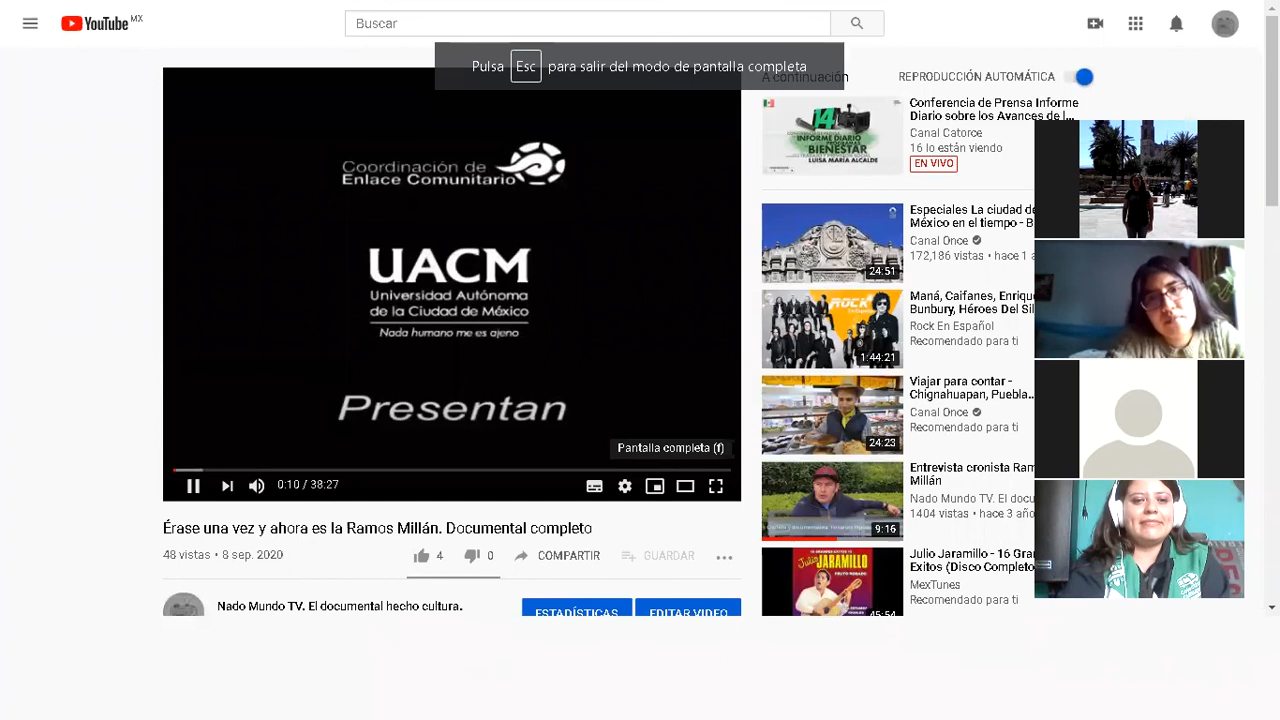 YouTube MX
Buscar
Pulsa Esc para salir del modo de pantalla completa
Coordinación de
Enlace Comunitario
UACM
Universidad Autónoma
de la Ciudad de México
Nada humano me es ajeno
Presentan
Pantalla completa (f)
0:10 / 38:27
Érase una vez y ahora es la Ramos Millán. Documental completo
48 vistas • 8 sep. 2020
4
0
COMPARTIR
GUARDAR
Nado Mundo TV. El documental hecho cultura.
ESTADÍSTICAS
EDITAR VIDEO
A continuación
REPRODUCCIÓN AUTOMÁTICA
14
INFORME DIARIO
BIENESTAR
LUISA MARÍA ALCALDE
Conferencia de Prensa Informe
Diario sobre los Avances de l...
Canal Catorce
16 lo están viendo
EN VIVO
24:51
Especiales La ciudad de
México en el tiempo - B
Canal Once
172,186 vistas • hace 1 a
ROCK
1:44:21
Maná, Caifanes, Enrique
Bunbury, Héroes Del Sil
Rock En Español
Recomendado para ti
24:23
Viajar para contar -
Chignahuapan, Puebla...
Canal Once
Recomendado para ti
9:16
Entrevista cronista Ram
Millán
Nado Mundo TV. El docu
1404 vistas • hace 3 año
Julio
JARAMILLO
45:54
Julio Jaramillo - 16 Gran
Exitos (Disco Completo
MexTunes
Recomendado para ti